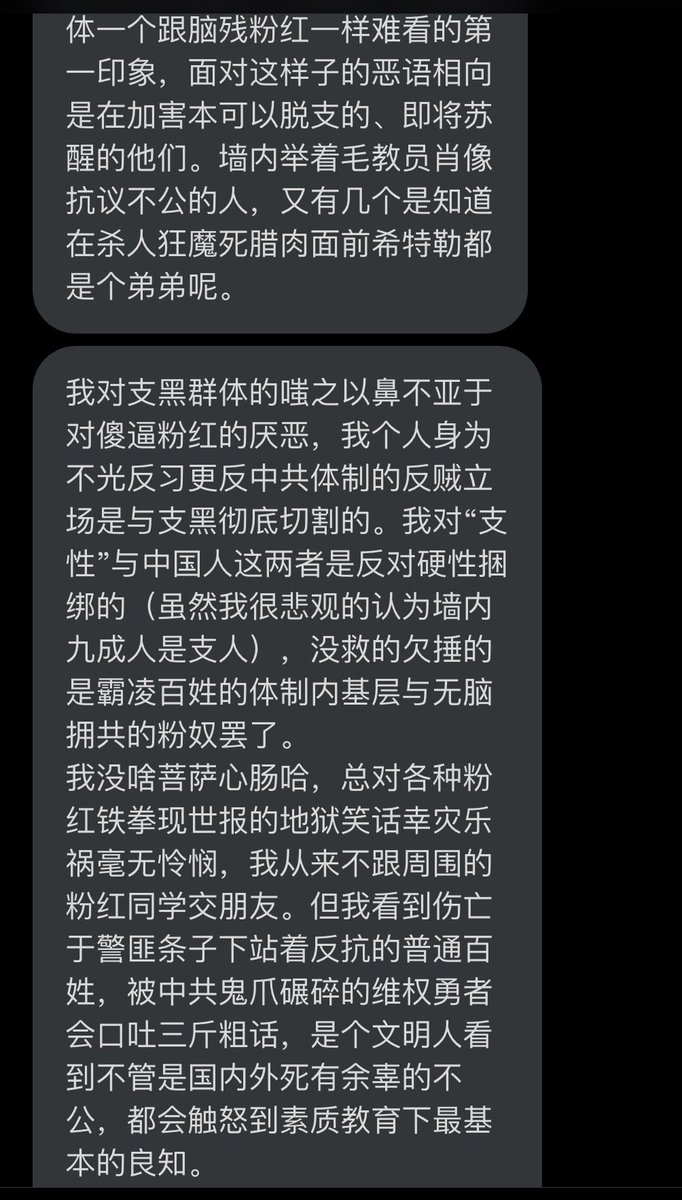 体一个跟脑残粉红一样难看的第
一印象，面对这样子的恶语相向
是在加害本可以脱支的、即将苏
醒的他们。墙内举着毛教员肖像
抗议不公的人，又有几个是知道
在杀人狂魔死腊肉面前希特勒都
是个弟弟呢。
我对支黑群体的嗤之以鼻不亚于
对傻逼粉红的厌恶，我个人身为
不光反习更反中共体制的反贼立
场是与支黑彻底切割的。我对“支
性”与中国人这两者是反对硬性捆
绑的（虽然我很悲观的认为墙内
九成人是支人），没救的欠捶的
是霸凌百姓的体制内基层与无脑
拥共的粉奴罢了。
我没啥菩萨心肠哈，总对各种粉
红铁拳现世报的地狱笑话幸灾乐
祸毫无怜悯，我从来不跟周围的
粉红同学交朋友。但我看到伤亡
于警匪条子下站着反抗的普通百
姓，被中共鬼爪碾碎的维权勇者
会口吐三斤粗话，是个文明人看
到不管是国内外死有余辜的不
公，都会触怒到素质教育下最基
本的良知。